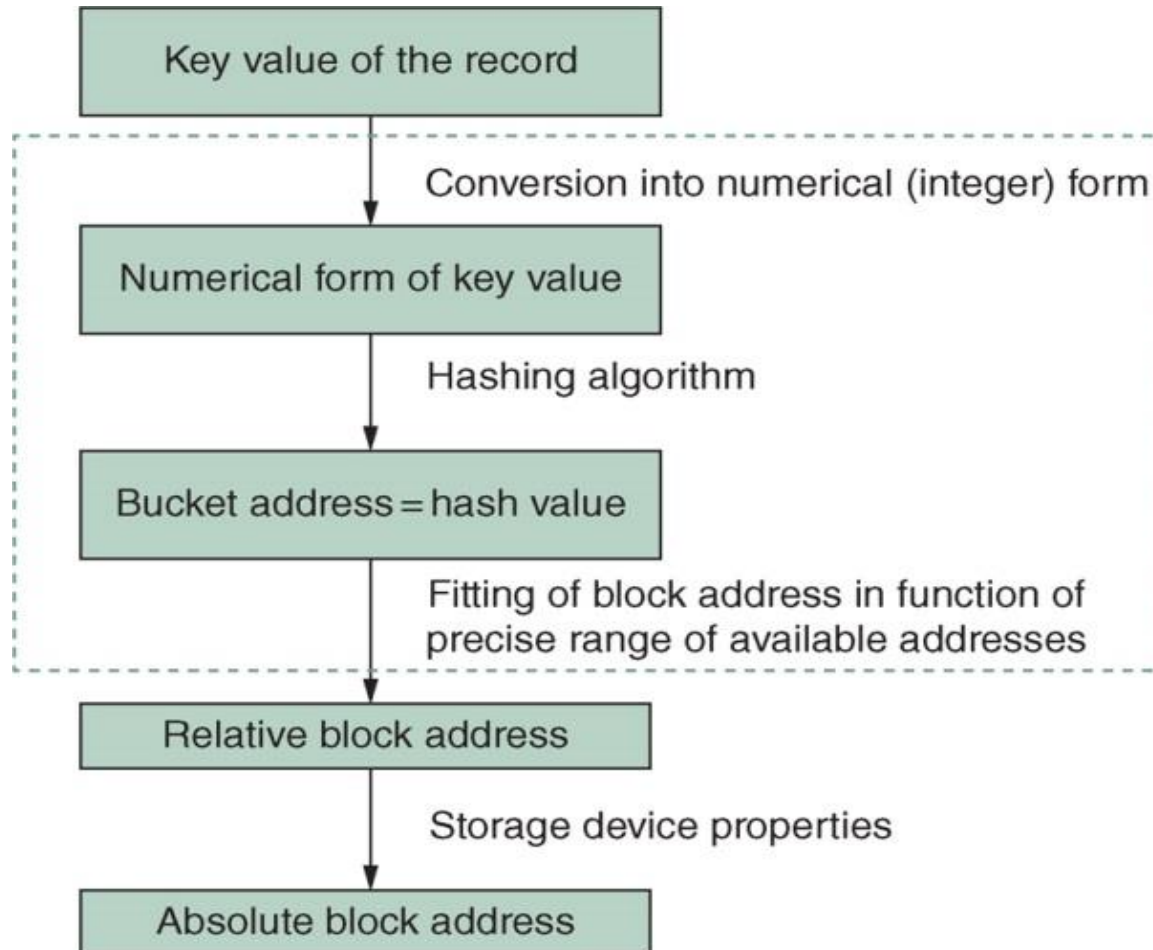 Key value of the record
Conversion into numerical (integer) form
Numerical form of key value
Hashing algorithm
Bucket address = hash value
Fitting of block address in function of
precise range of available addresses
Relative block address
Storage device properties
Absolute block address